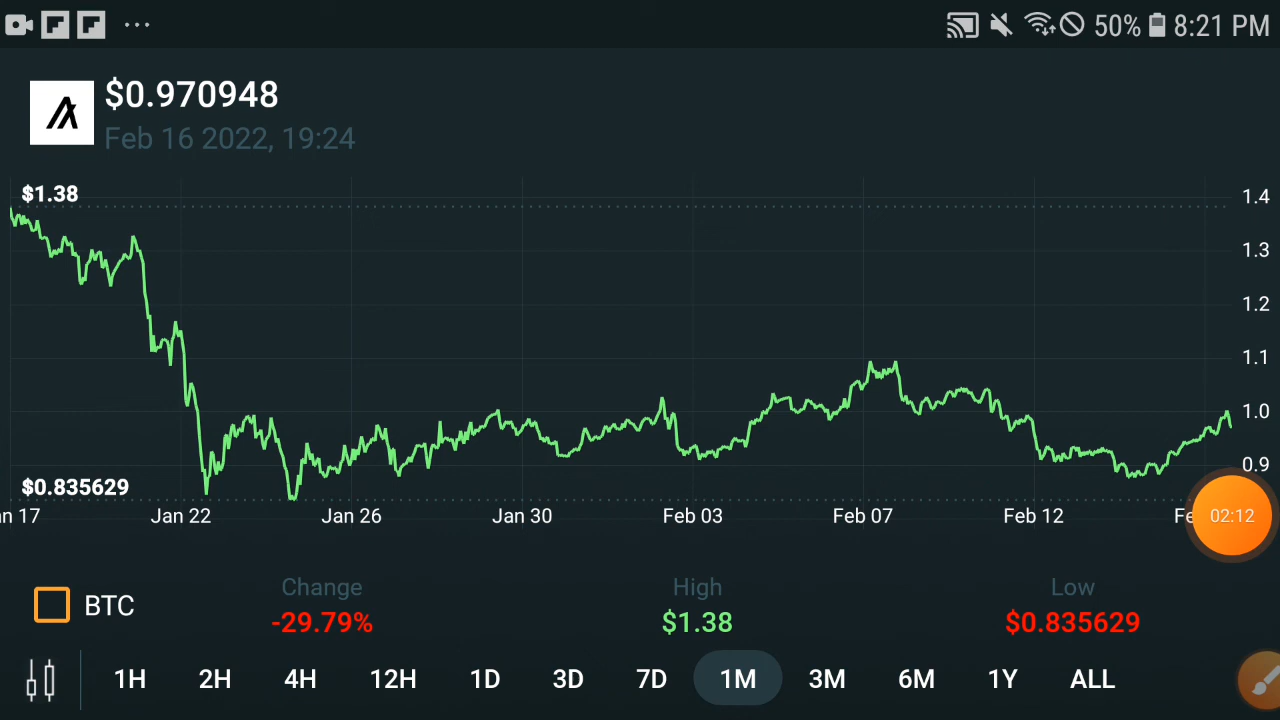 50% 8:21 PM
$0.970948
Feb 16 2022, 19:24
$1.38
1.4
1.3
1.2
1.1
1.0
0.9
$0.835629
n 17 Jan 22 Jan 26 Jan 30 Feb 03 Feb 07 Feb 12 Fe
02:12
BTC
Change High Low
-29.79% $1.38 $0.835629
1H 2H 4H 12H 1D 3D 7D 1M 3M 6M 1Y ALL